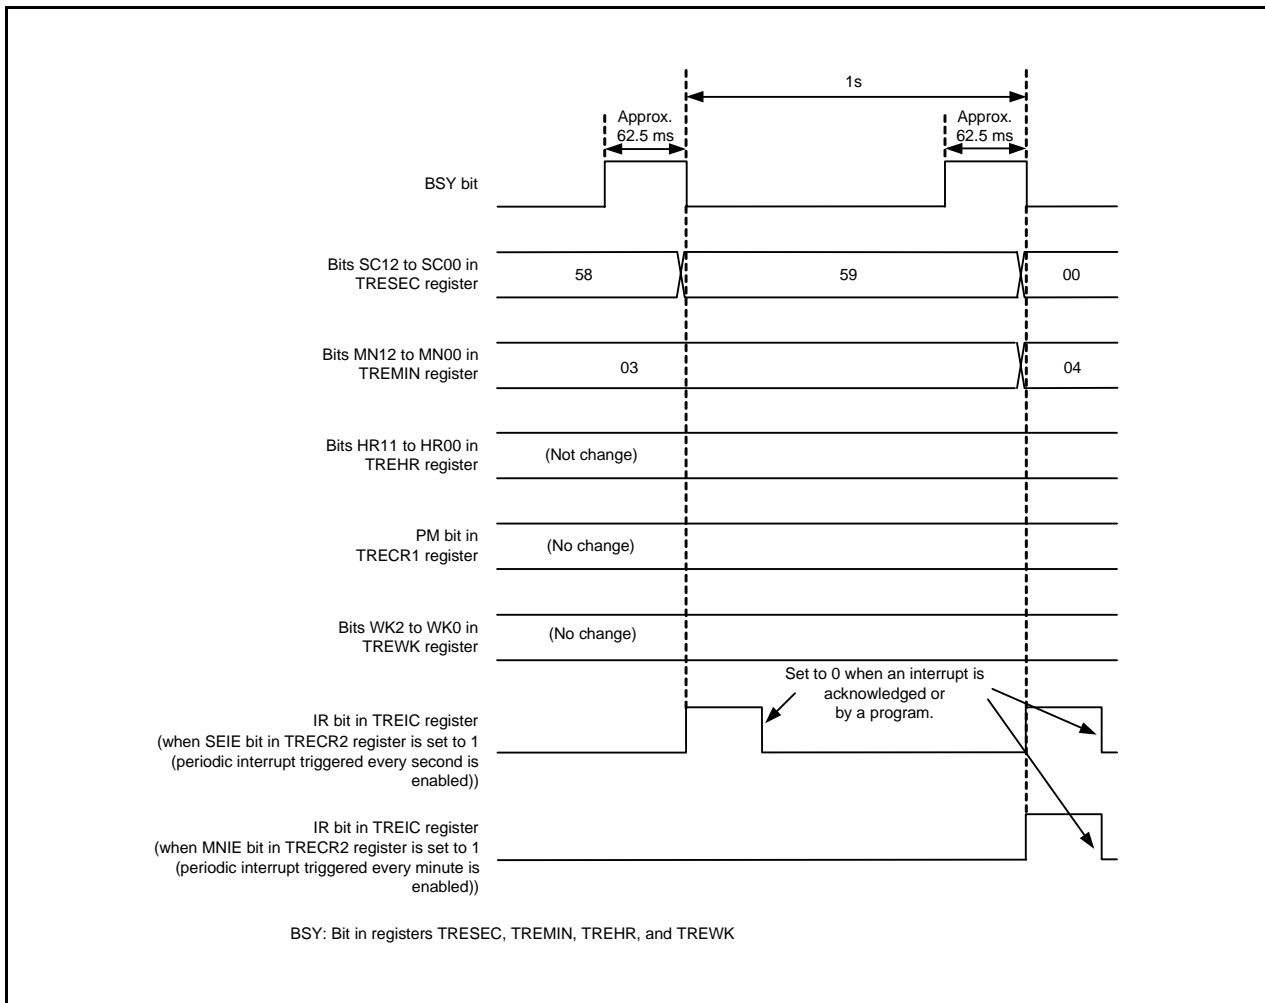 1s
Approx.
62.5 ms
Approx.
62.5 ms
BSY bit
Bits SC12 to SC00 in
TRESEC register
58
59
00
Bits MN12 to MN00 in
TREMIN register
03
04
Bits HR11 to HR00 in
TREHR register
(Not change)
PM bit in
TRECR1 register
(No change)
Bits WK2 to WK0 in
TREWK register
(No change)
Set to 0 when an interrupt is
acknowledged or
by a program.
IR bit in TREIC register
(when SEIE bit in TRECR2 register is set to 1
(periodic interrupt triggered every second is
enabled))
IR bit in TREIC register
(when MNIE bit in TRECR2 register is set to 1
(periodic interrupt triggered every minute is
enabled))
BSY: Bit in registers TRESEC, TREMIN, TREHR, and TREWK